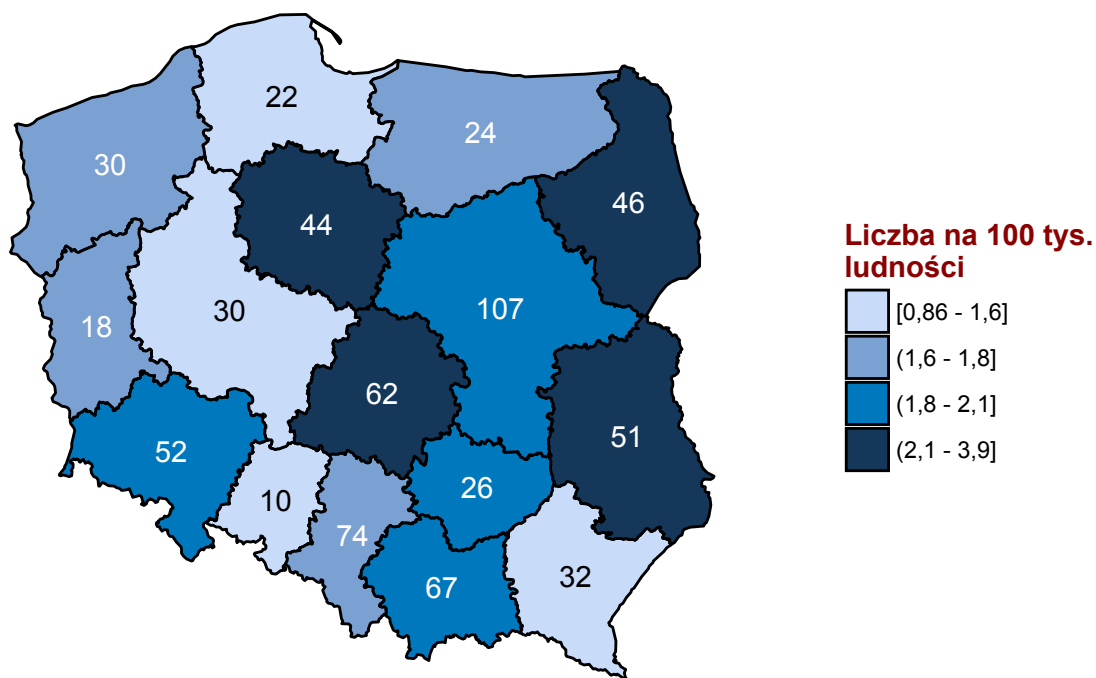 22
24
30
46
44
107
30
18
62
51
52
26
10
74
32
67
Liczba na 100 tys.
ludności
[0,86 - 1,6]
(1,6 - 1,8]
(1,8 - 2,1]
(2,1 - 3,9]